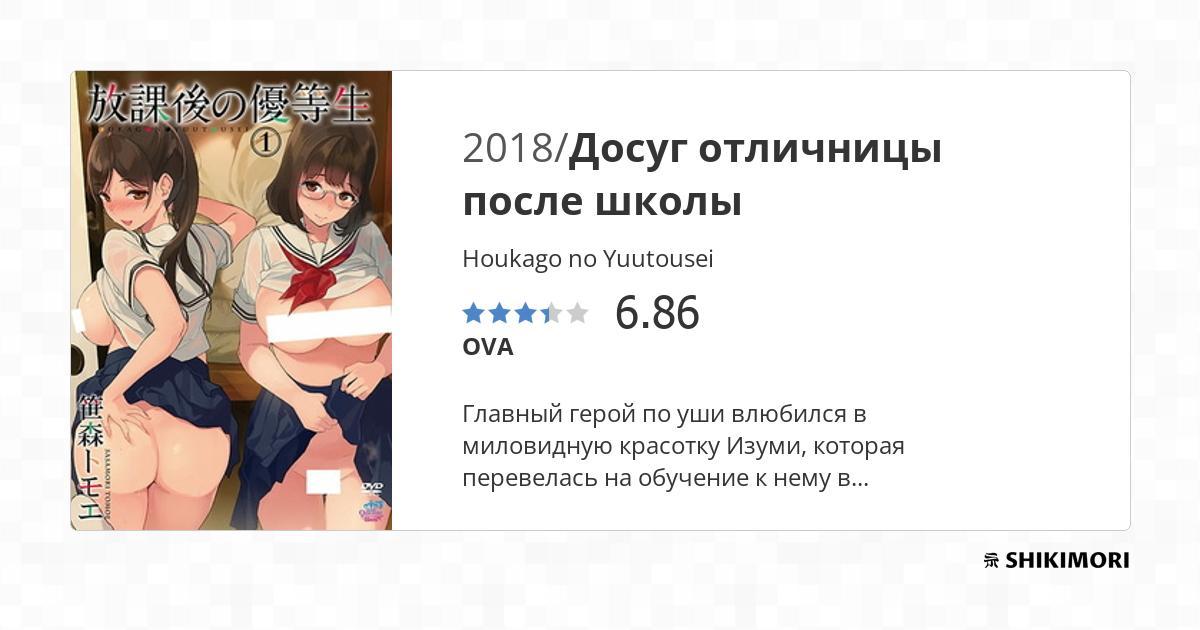 放課後の優等生
HOUKAGO NO YUUTOUSEI
1
笹森トモエ
SASAMORI TOMOE
DVD
2018/Досуг отличницы
после школы
Houkago no Yuutousei
6.86
OVA
Главный герой по уши влюбился в
миловидную красотку Изуми, которая
перевелась на обучение к нему в...
SHIKIMORI